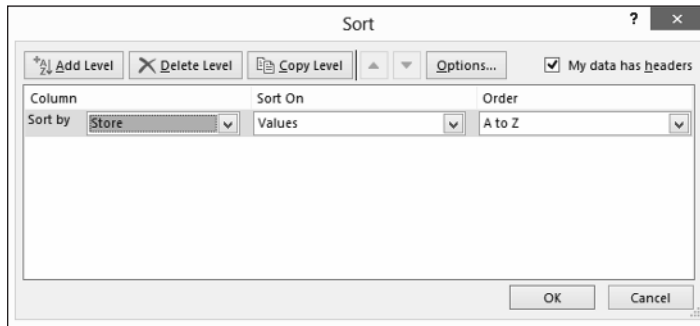 Sort
?
Add Level Delete Level Copy Level Options... My data has headers
Column Sort On Order
Sort by Store Values A to Z
OK Cancel